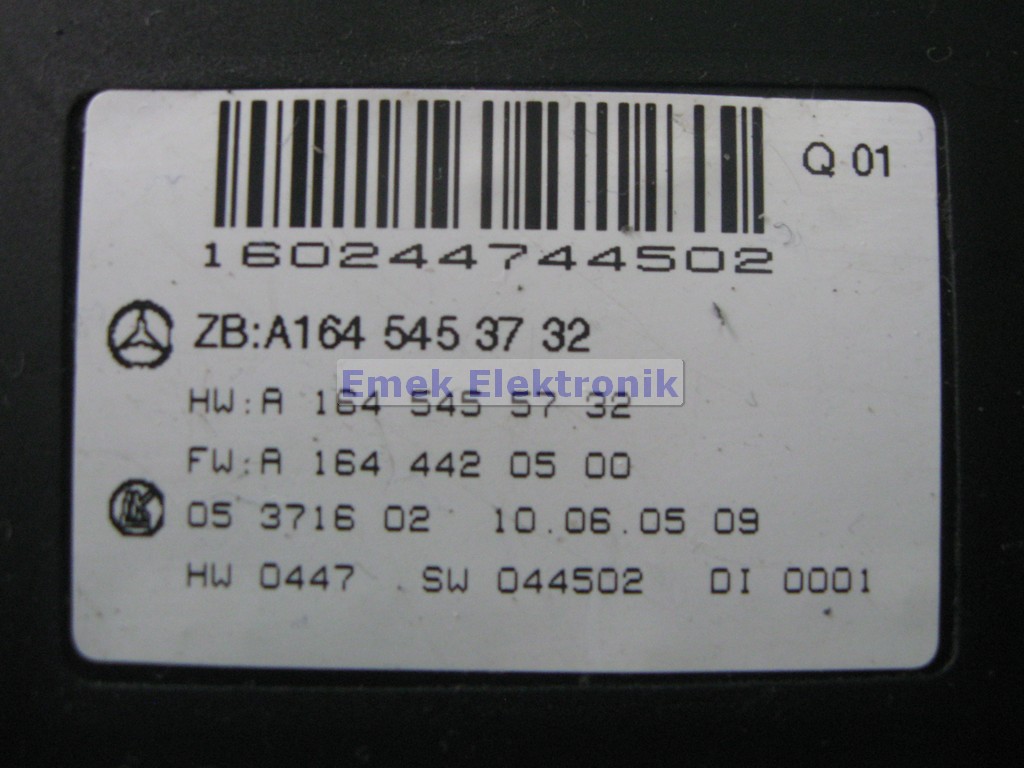 Q 01
160244744502
ZB:A164 545 37 32
Emek Elektronik
HW:A 164 545 57 32
FW:A 164 442 05 00
05 3716 02 10.06.05 09
HW 0447 SW 044502 DI 0001